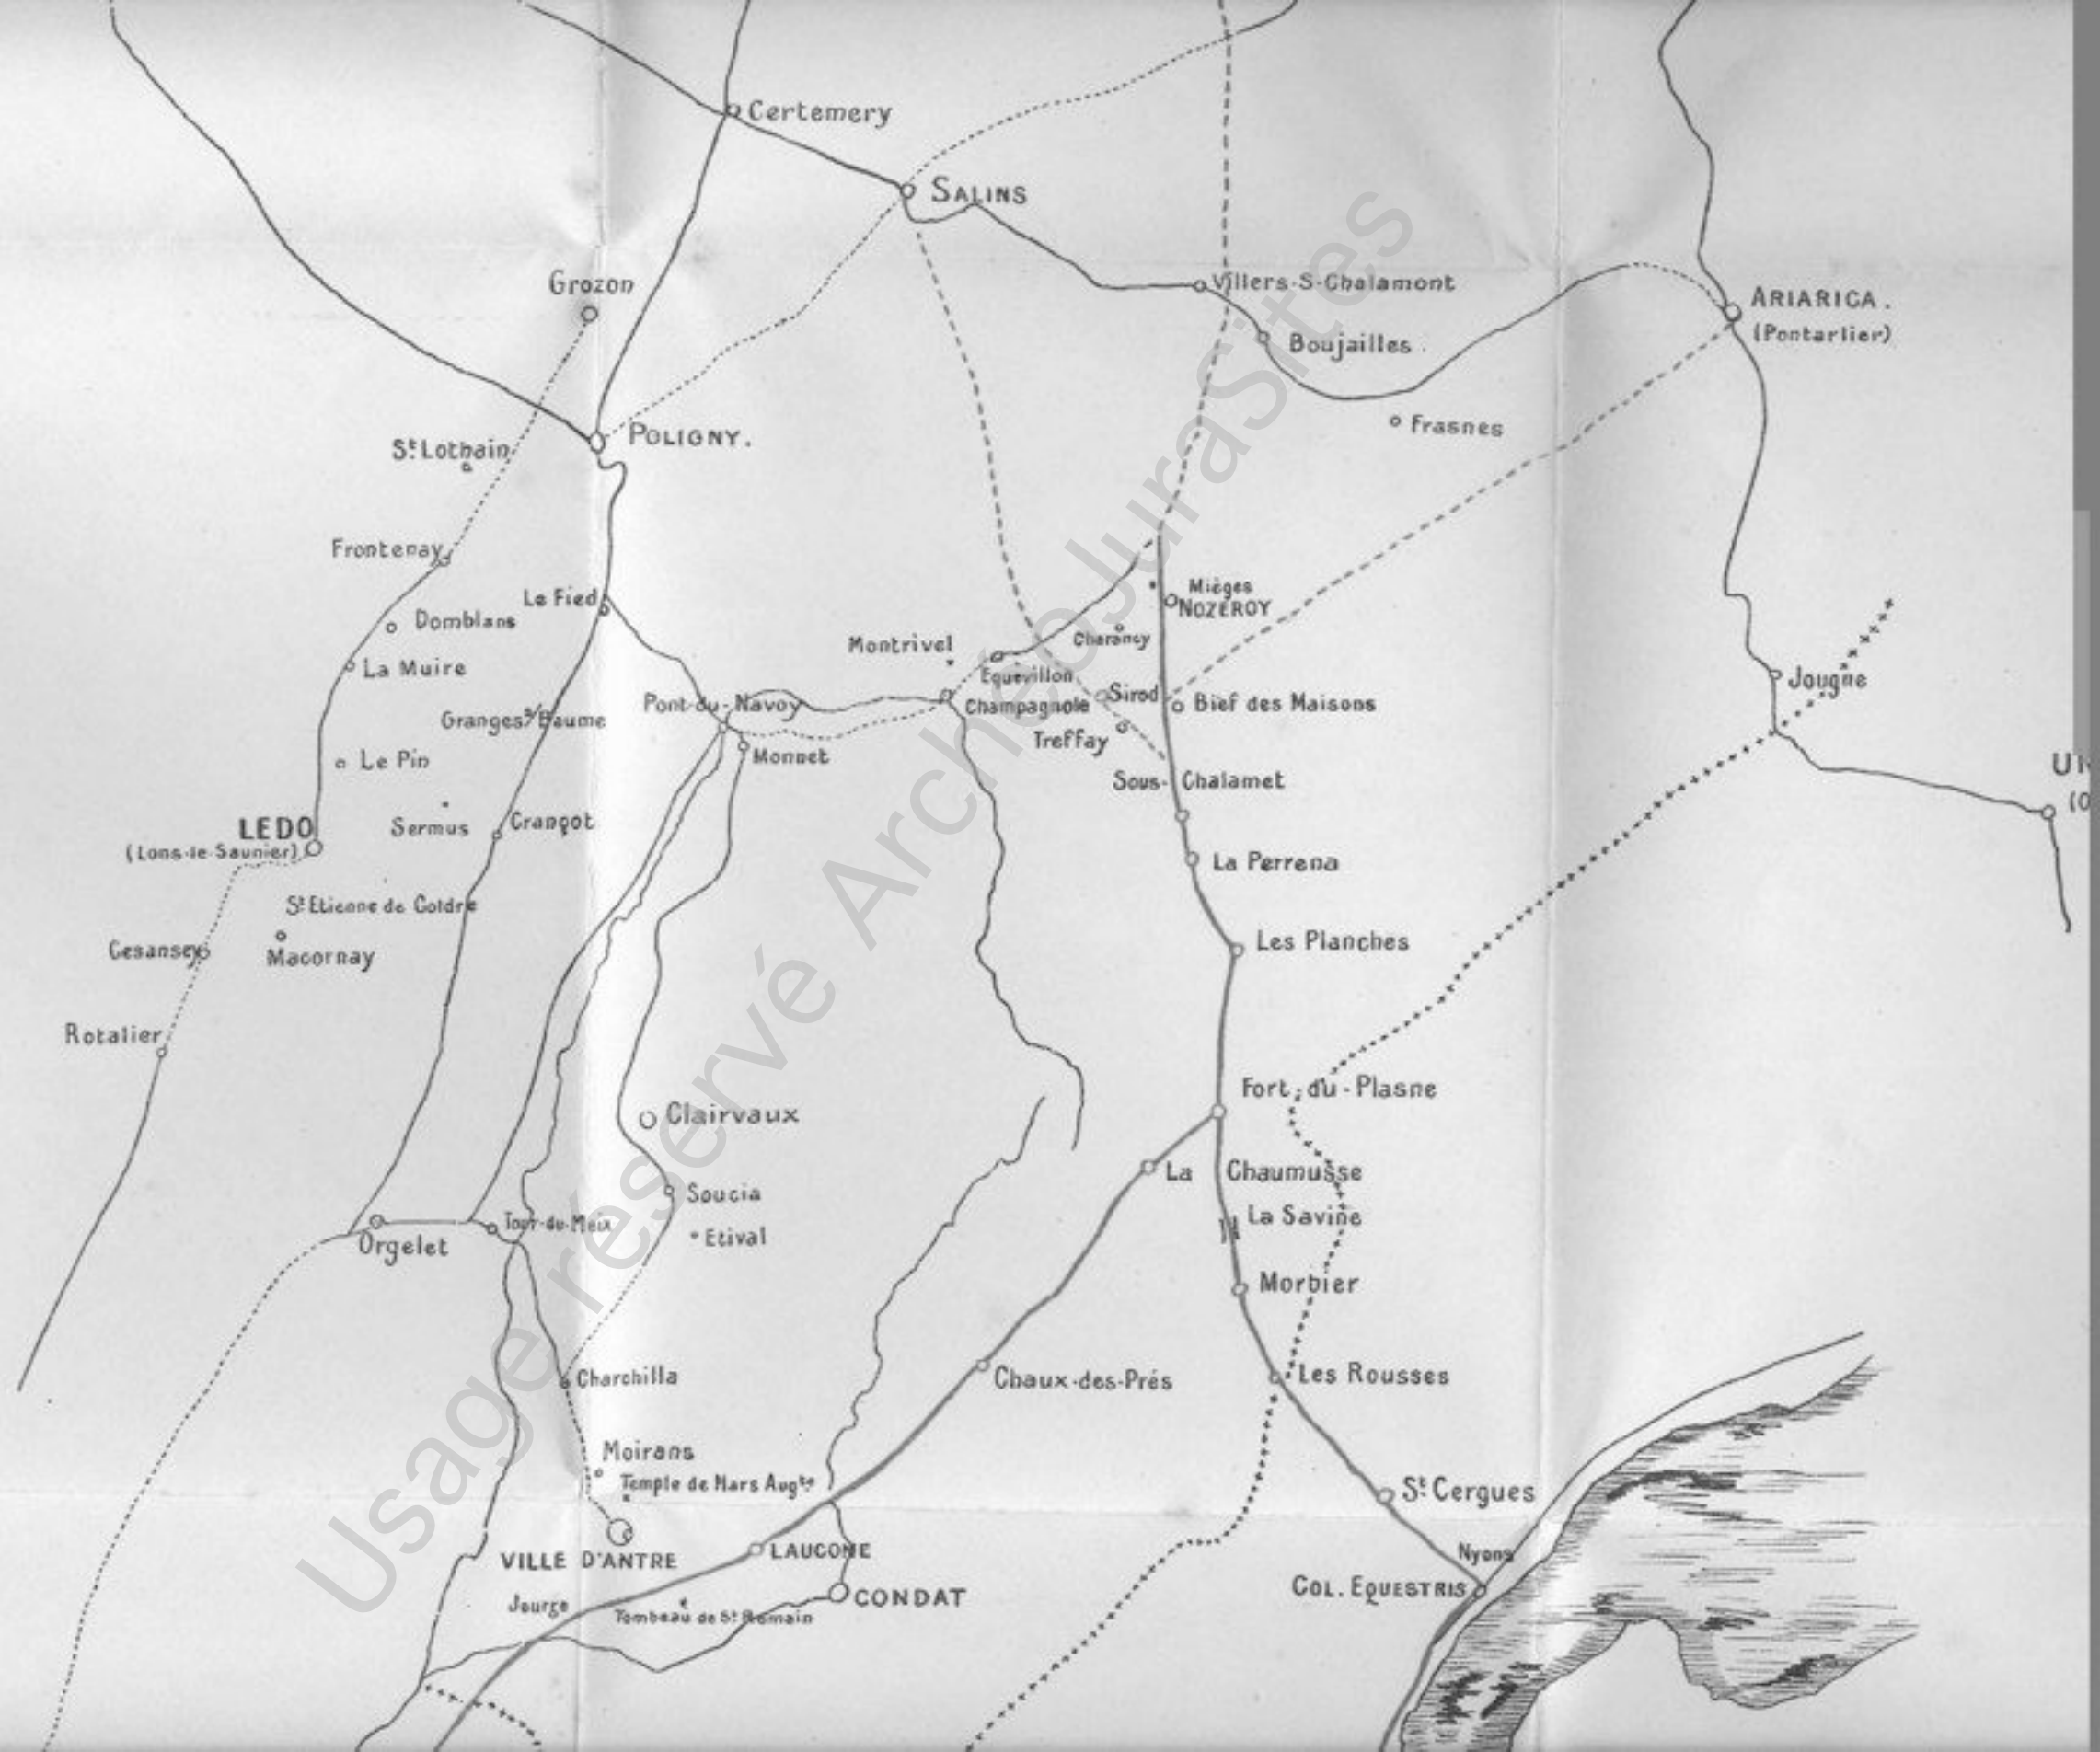 Certemery
SALINS
Grozon
Villers-S-Chalamont
ARIARICA.
(Pontarlier)
Boujailles
Frasnes
POLIGNY.
St Lothain
Frontenay
Le Fied
Domblans
La Muire
Mièges
NOZEROY
Charency
Montrivel
Equevillon
Champagnole
Sirod
Bief des Maisons
Treffay
Jougne
Granges s/ Baume
Pont-du-Navoy
Monnet
Le Pin
Sous-Chalamet
LEDO
(Lons-le-Saunier)
Sermus
Crançot
La Perrena
St Etienne de Coldre
Macornay
Gesansey
Les Planches
Rotalier
Fort-du-Plasne
Clairvaux
La Chaumusse
Soucia
La Savine
Etival
Tour-du-Meix
Orgelet
Morbier
Charchilla
Chaux-des-Prés
Les Rousses
Moirans
Temple de Mars Augte
St Cergues
VILLE D'ANTRE
LAUCONE
Nyons
COL. EQUESTRIS
CONDAT
Jeurge
Tombeau de St Romain
Usage réservé ArcheoJuraSites